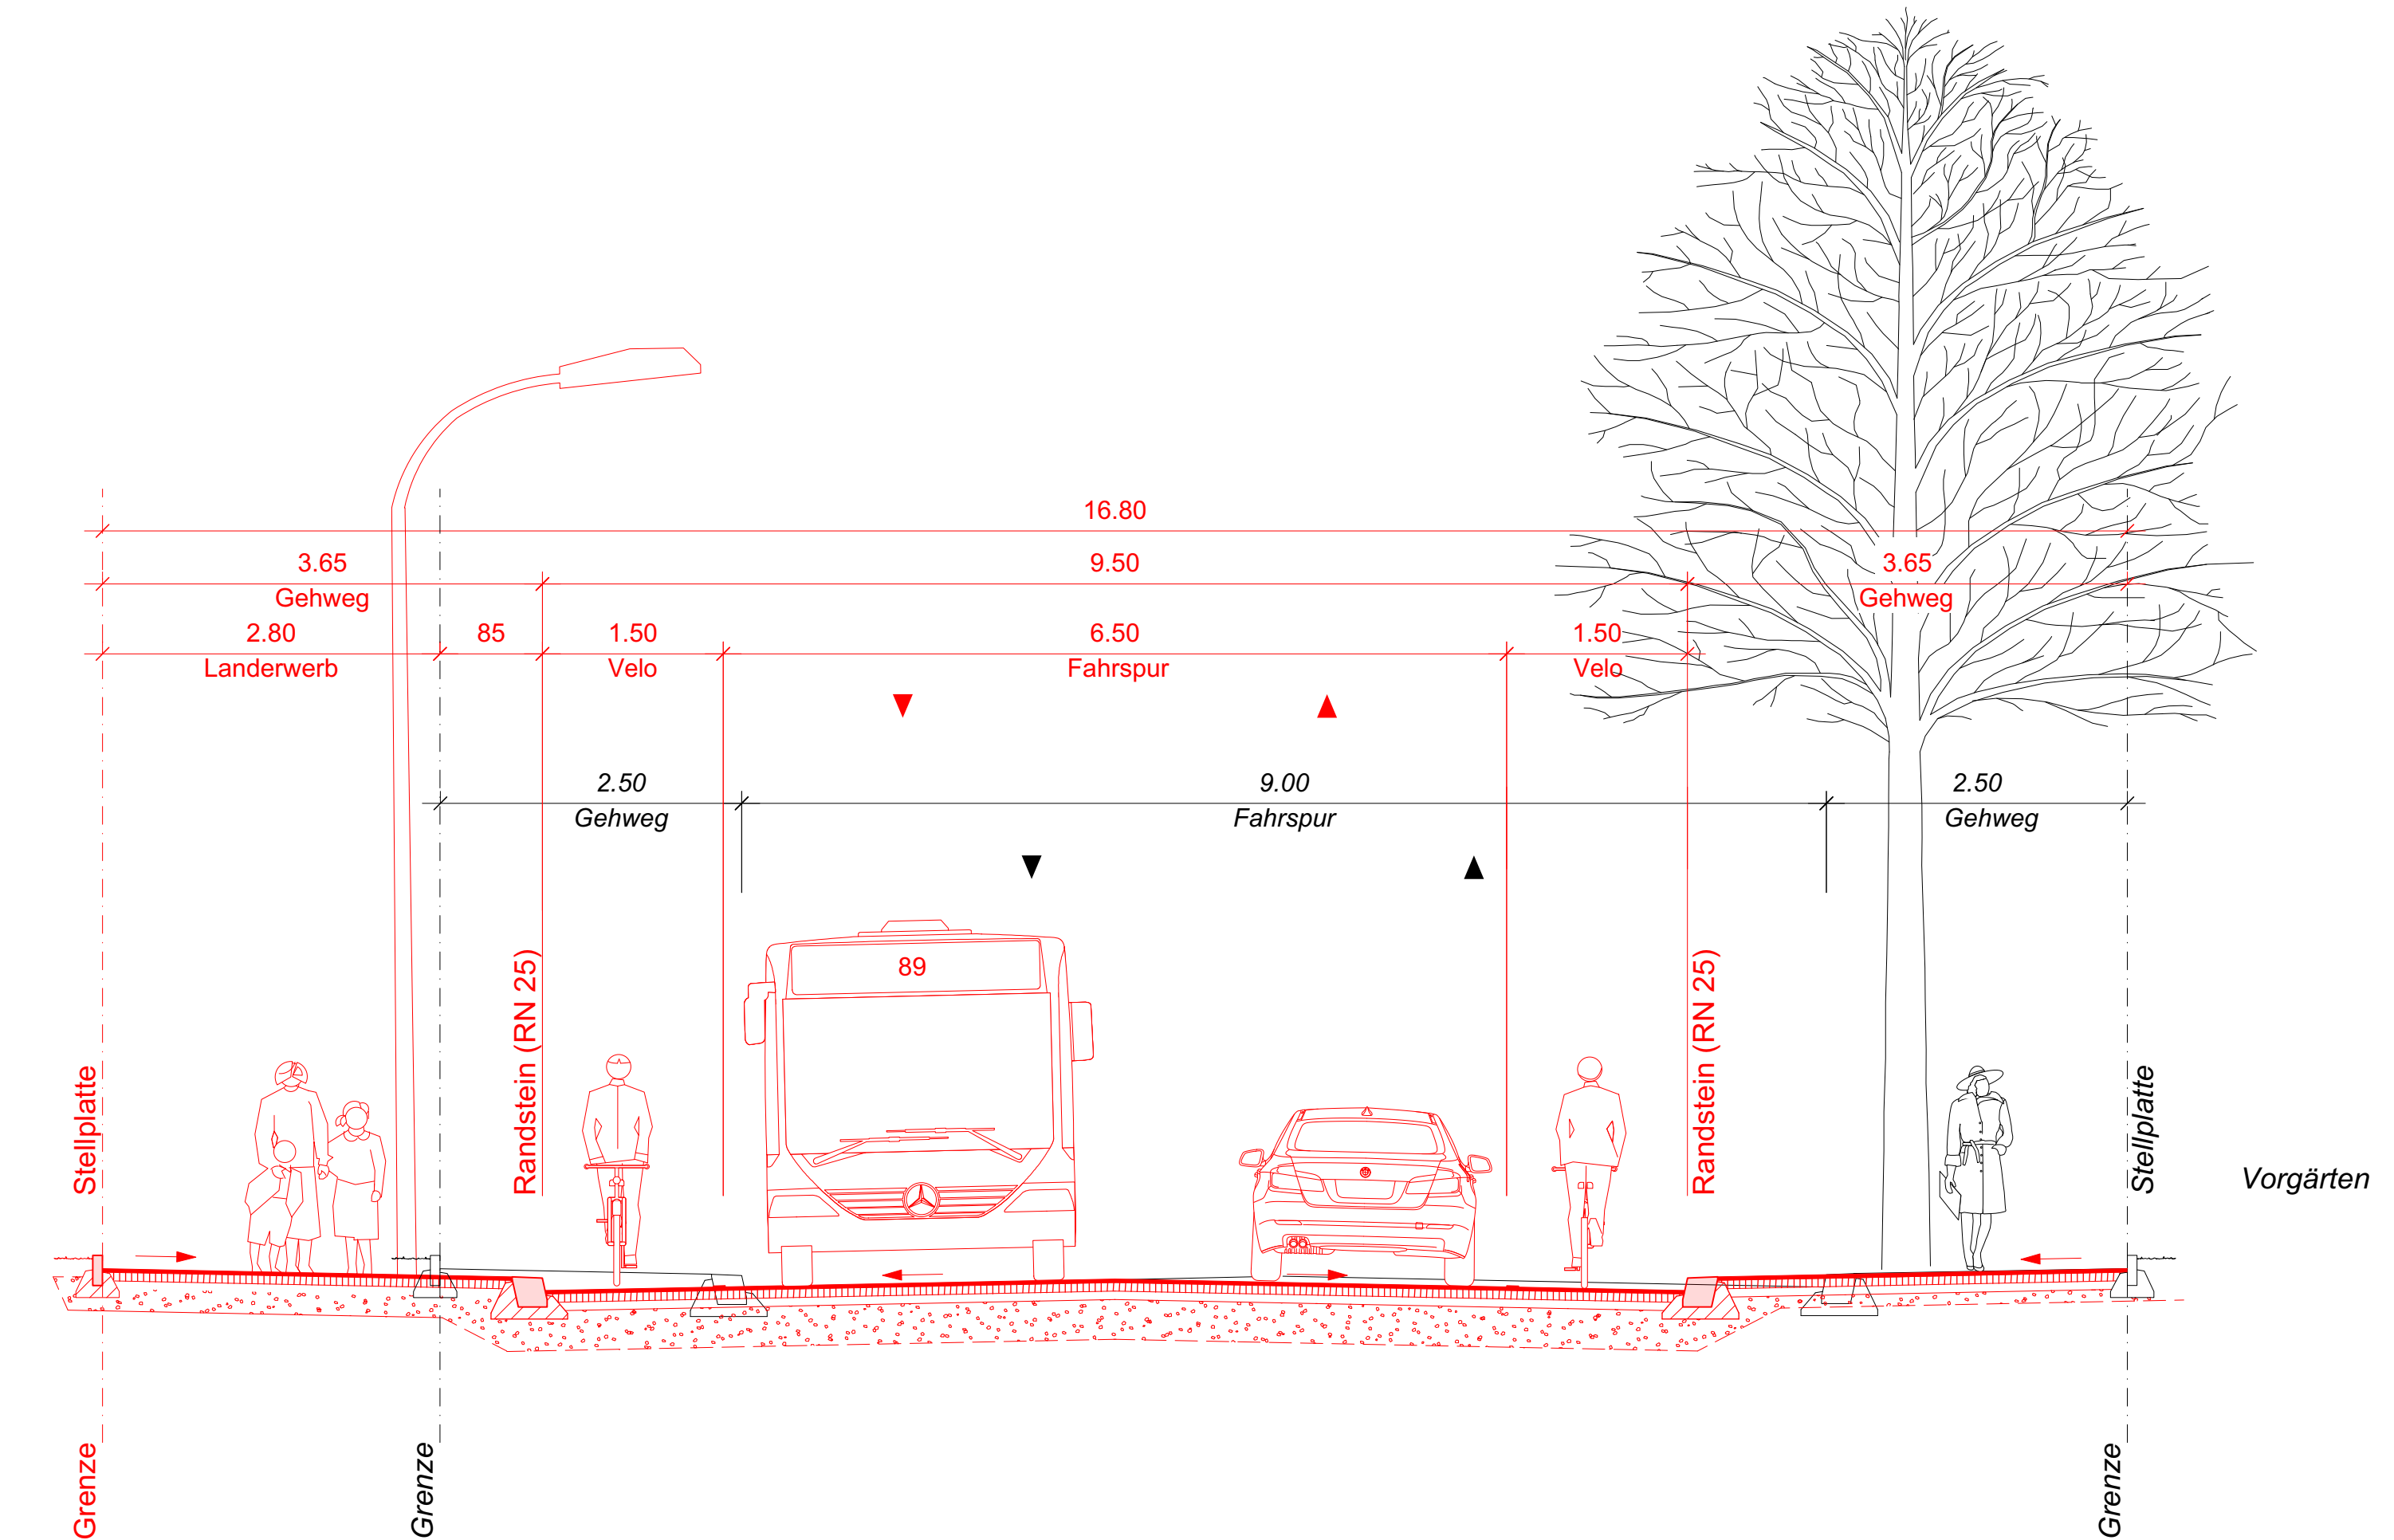 16.80
3.65
9.50
3.65
Gehweg
Gehweg
2.80
85
1.50
6.50
1.50
Landerwerb
Velo
Fahrspur
Velo
2.50
9.00
2.50
Gehweg
Fahrspur
Gehweg
89
Stellplatte
Randstein (RN 25)
Randstein (RN 25)
Stellplatte
Vorgärten
Grenze
Grenze
Grenze